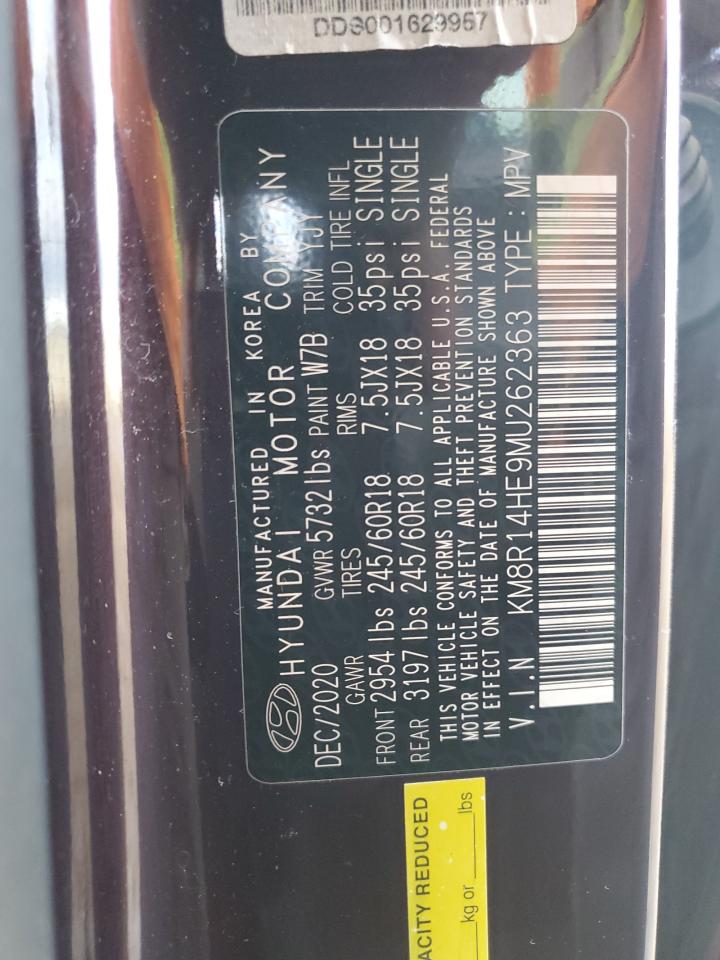 DDS001629957
MANUFACTURED IN KOREA BY
HYUNDAI MOTOR COMPANY
DEC/2020 GVWR 5732 lbs PAINT W7B TRIM YJY
GAWR TIRES RIMS COLD TIRE INFL
FRONT 2954 lbs 245/60R18 7.5JX18 35psi SINGLE
REAR 3197 lbs 245/60R18 7.5JX18 35psi SINGLE
THIS VEHICLE CONFORMS TO ALL APPLICABLE U.S.A. FEDERAL
MOTOR VEHICLE SAFETY AND THEFT PREVENTION STANDARDS
IN EFFECT ON THE DATE OF MANUFACTURE SHOWN ABOVE
V.I.N KM8R14HE9MU262363 TYPE : MPV
ACITY REDUCED
kg or ____lbs